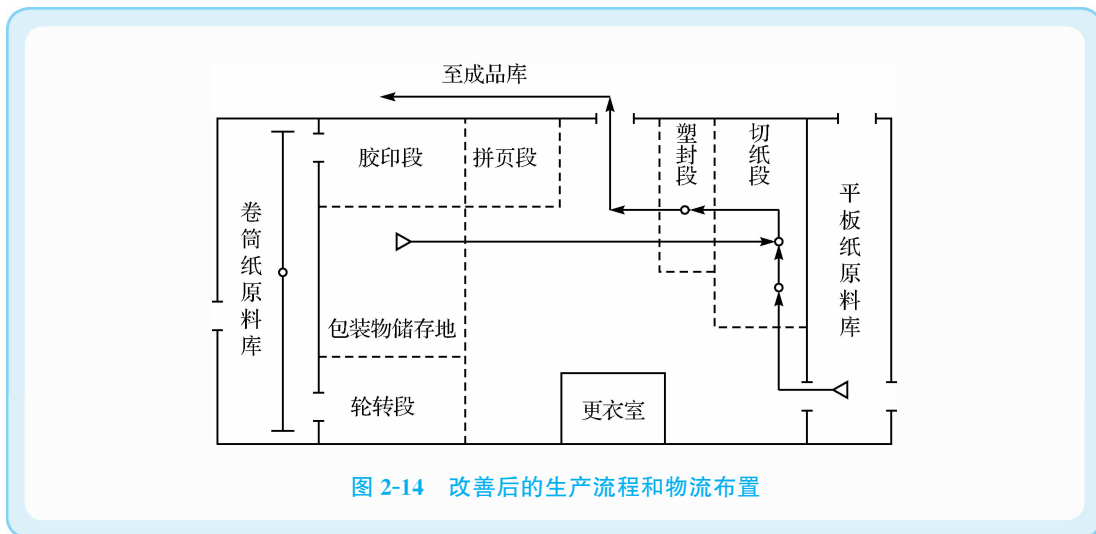 至成品库
胶印段
拼页段
塑封段
切纸段
卷筒纸原料库
平板纸原料库
包装物储存地
轮转段
更衣室
图 2-14 改善后的生产流程和物流布置